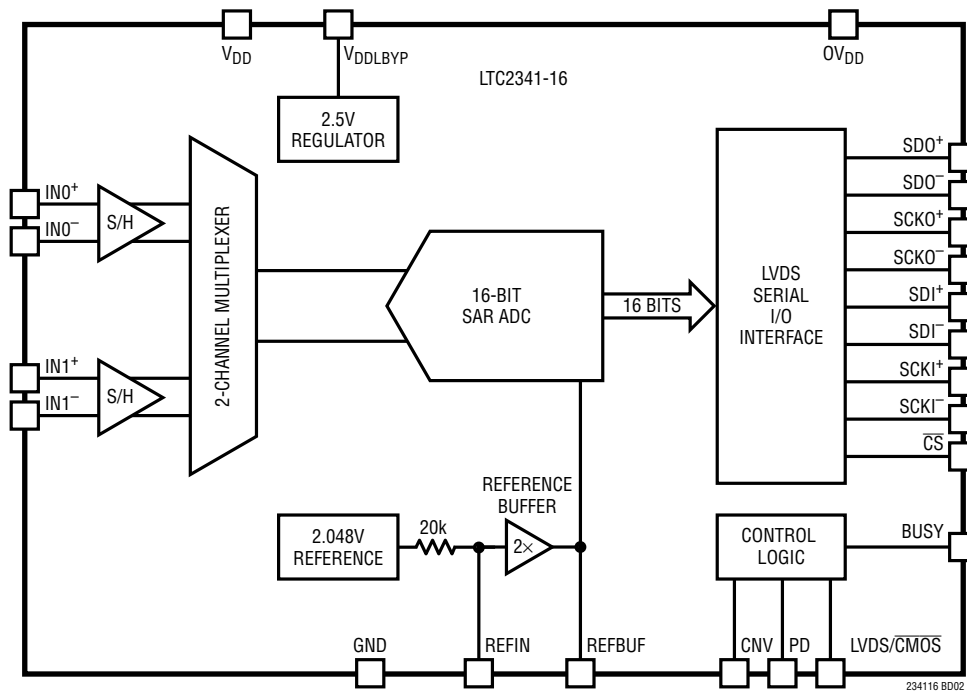 V_DD
V_DDLBYP
OV_DD
LTC2341-16
2.5V
REGULATOR
IN0⁺
S/H
IN0⁻
IN1⁺
S/H
IN1⁻
2-CHANNEL MULTIPLEXER
16-BIT
SAR ADC
16 BITS
LVDS
SERIAL
I/O
INTERFACE
SDO⁺
SDO⁻
SCKO⁺
SCKO⁻
SDI⁺
SDI⁻
SCKI⁺
SCKI⁻
C̅S̅
REFERENCE
BUFFER
2.048V
REFERENCE
20k
2×
CONTROL
LOGIC
BUSY
GND
REFIN
REFBUF
CNV
PD
LVDS/C̅M̅O̅S̅
234116 BD02